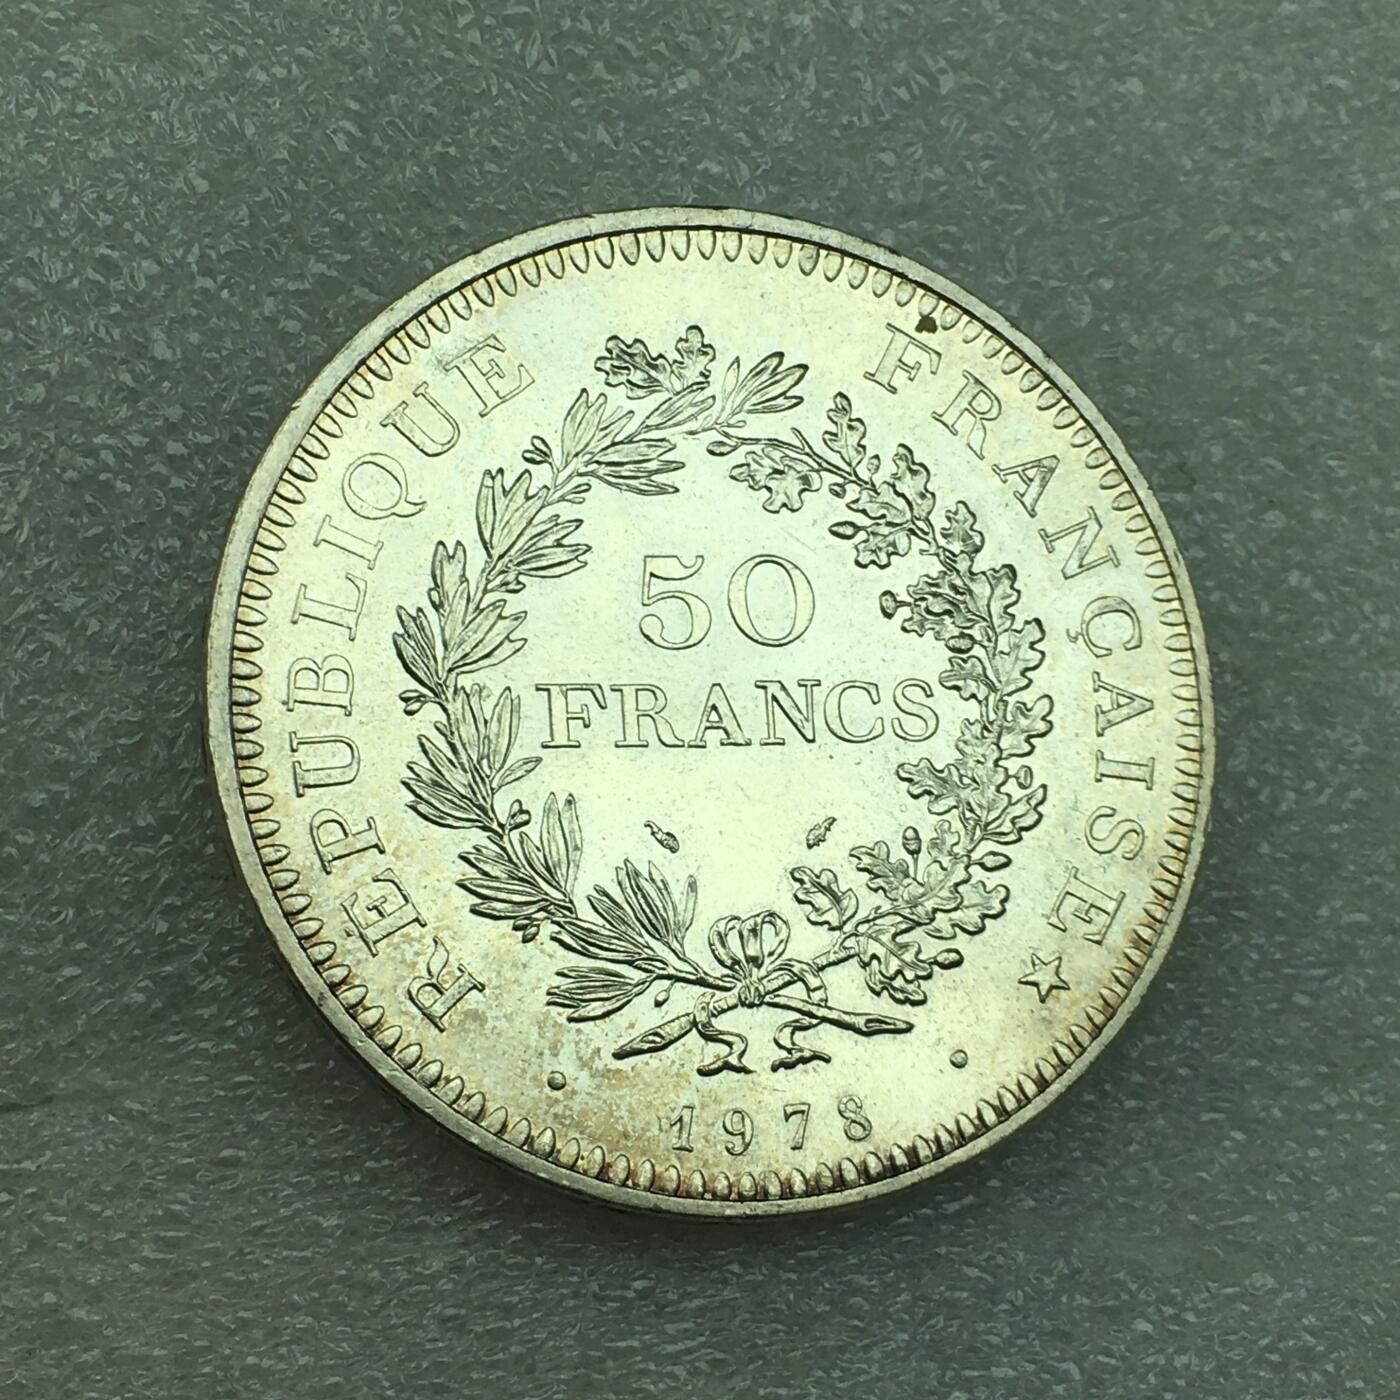 RÉPUBLIQUE FRANÇAISE
50
FRANCS
1978